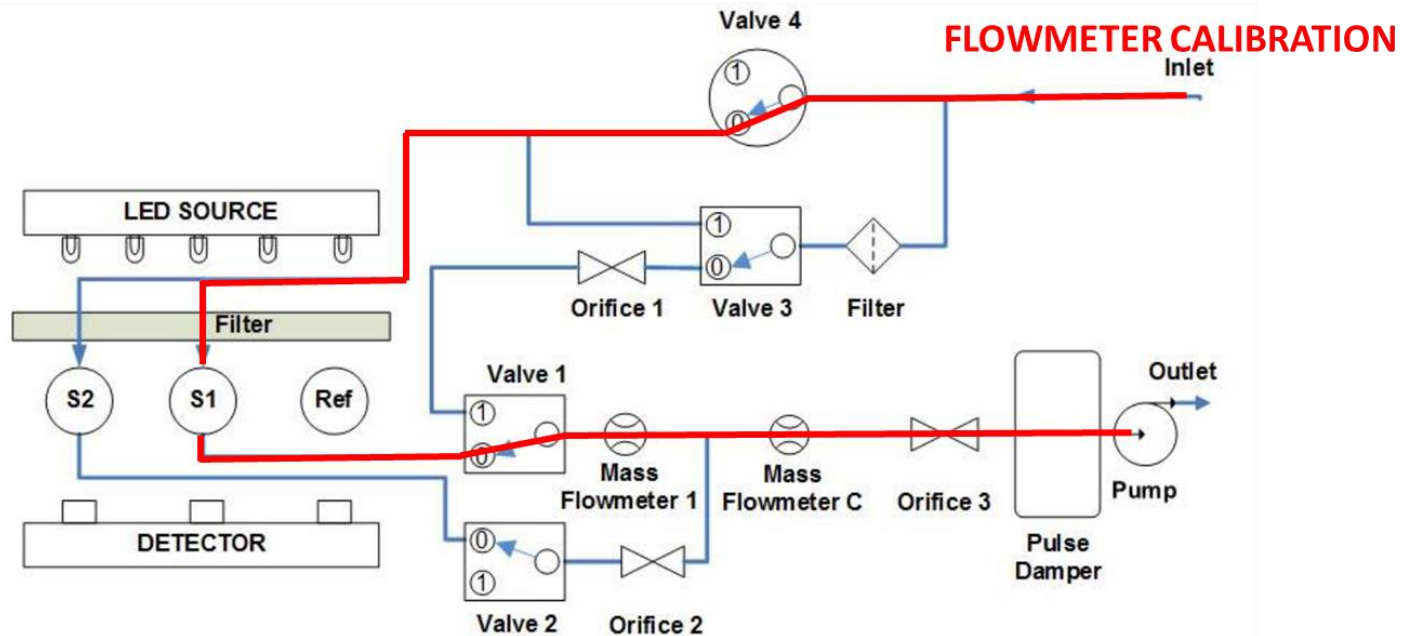 Valve 4
FLOWMETER CALIBRATION
Inlet
1
0
LED SOURCE
1
0
Orifice 1
Valve 3
Filter
Filter
S2
S1
Ref
Valve 1
1
0
Outlet
Mass
Flowmeter 1
Mass
Flowmeter C
Orifice 3
Pump
DETECTOR
0
1
Pulse
Damper
Valve 2
Orifice 2